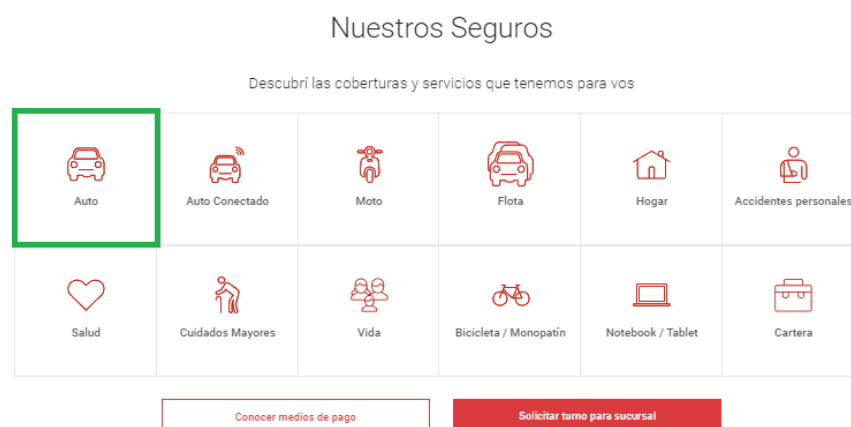 Nuestros Seguros
Descubrí las coberturas y servicios que tenemos para vos
Auto
Auto Conectado
Moto
Flota
Hogar
Accidentes personales
Salud
Cuidados Mayores
Vida
Bicicleta / Monopatín
Notebook / Tablet
Cartera
Conocer medios de pago
Solicitar turno para sucursal